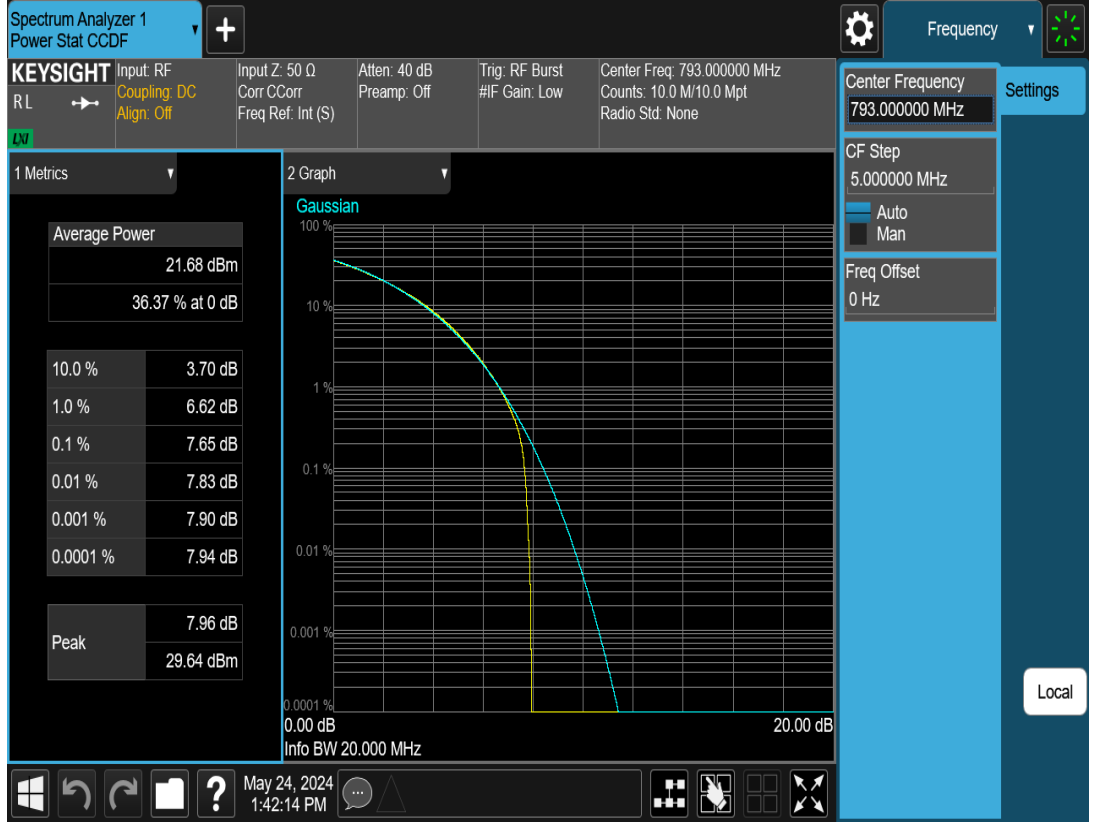 Spectrum Analyzer 1
Power Stat CCDF
+
Frequency
KEYSIGHT
RL
LXI
Input: RF
Coupling: DC
Align: Off
Input Z: 50 Ω
Corr CCorr
Freq Ref: Int (S)
Atten: 40 dB
Preamp: Off
Trig: RF Burst
#IF Gain: Low
Center Freq: 793.000000 MHz
Counts: 10.0 M/10.0 Mpt
Radio Std: None
Center Frequency
793.000000 MHz
Settings
CF Step
5.000000 MHz
Auto
Man
Freq Offset
0 Hz
1 Metrics
Average Power
21.68 dBm
36.37 % at 0 dB
10.0 % 3.70 dB
1.0 % 6.62 dB
0.1 % 7.65 dB
0.01 % 7.83 dB
0.001 % 7.90 dB
0.0001 % 7.94 dB
Peak
7.96 dB
29.64 dBm
2 Graph
Gaussian
100 %
10 %
1 %
0.1 %
0.01 %
0.001 %
0.0001 %
0.00 dB 20.00 dB
Info BW 20.000 MHz
Local
?
May 24, 2024
1:42:14 PM